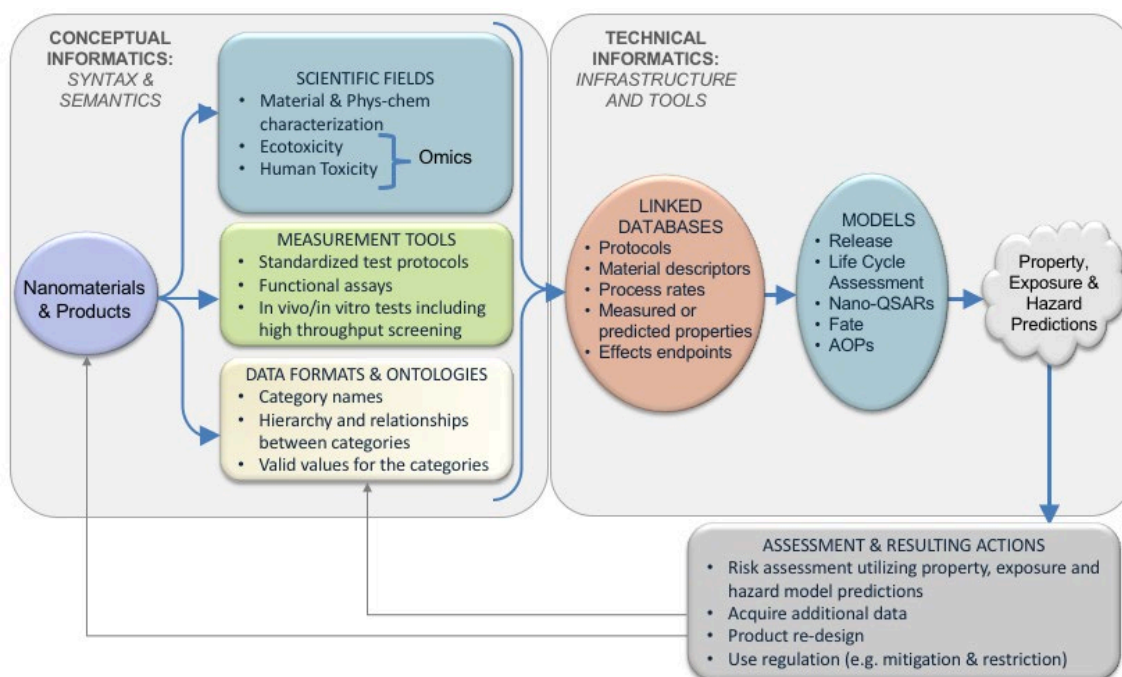 CONCEPTUAL
INFORMATICS:
SYNTAX &
SEMANTICS
SCIENTIFIC FIELDS
• Material & Phys-chem
characterization
• Ecotoxicity
• Human Toxicity
Omics
Nanomaterials
& Products
MEASUREMENT TOOLS
• Standardized test protocols
• Functional assays
• In vivo/in vitro tests including
high throughput screening
DATA FORMATS & ONTOLOGIES
• Category names
• Hierarchy and relationships
between categories
• Valid values for the categories
TECHNICAL
INFORMATICS:
INFRASTRUCTURE
AND TOOLS
LINKED
DATABASES
• Protocols
• Material descriptors
• Process rates
• Measured or
predicted properties
• Effects endpoints
MODELS
• Release
• Life Cycle
Assessment
• Nano-QSARs
• Fate
• AOPs
Property,
Exposure &
Hazard
Predictions
ASSESSMENT & RESULTING ACTIONS
• Risk assessment utilizing property, exposure and
hazard model predictions
• Acquire additional data
• Product re-design
• Use regulation (e.g. mitigation & restriction)